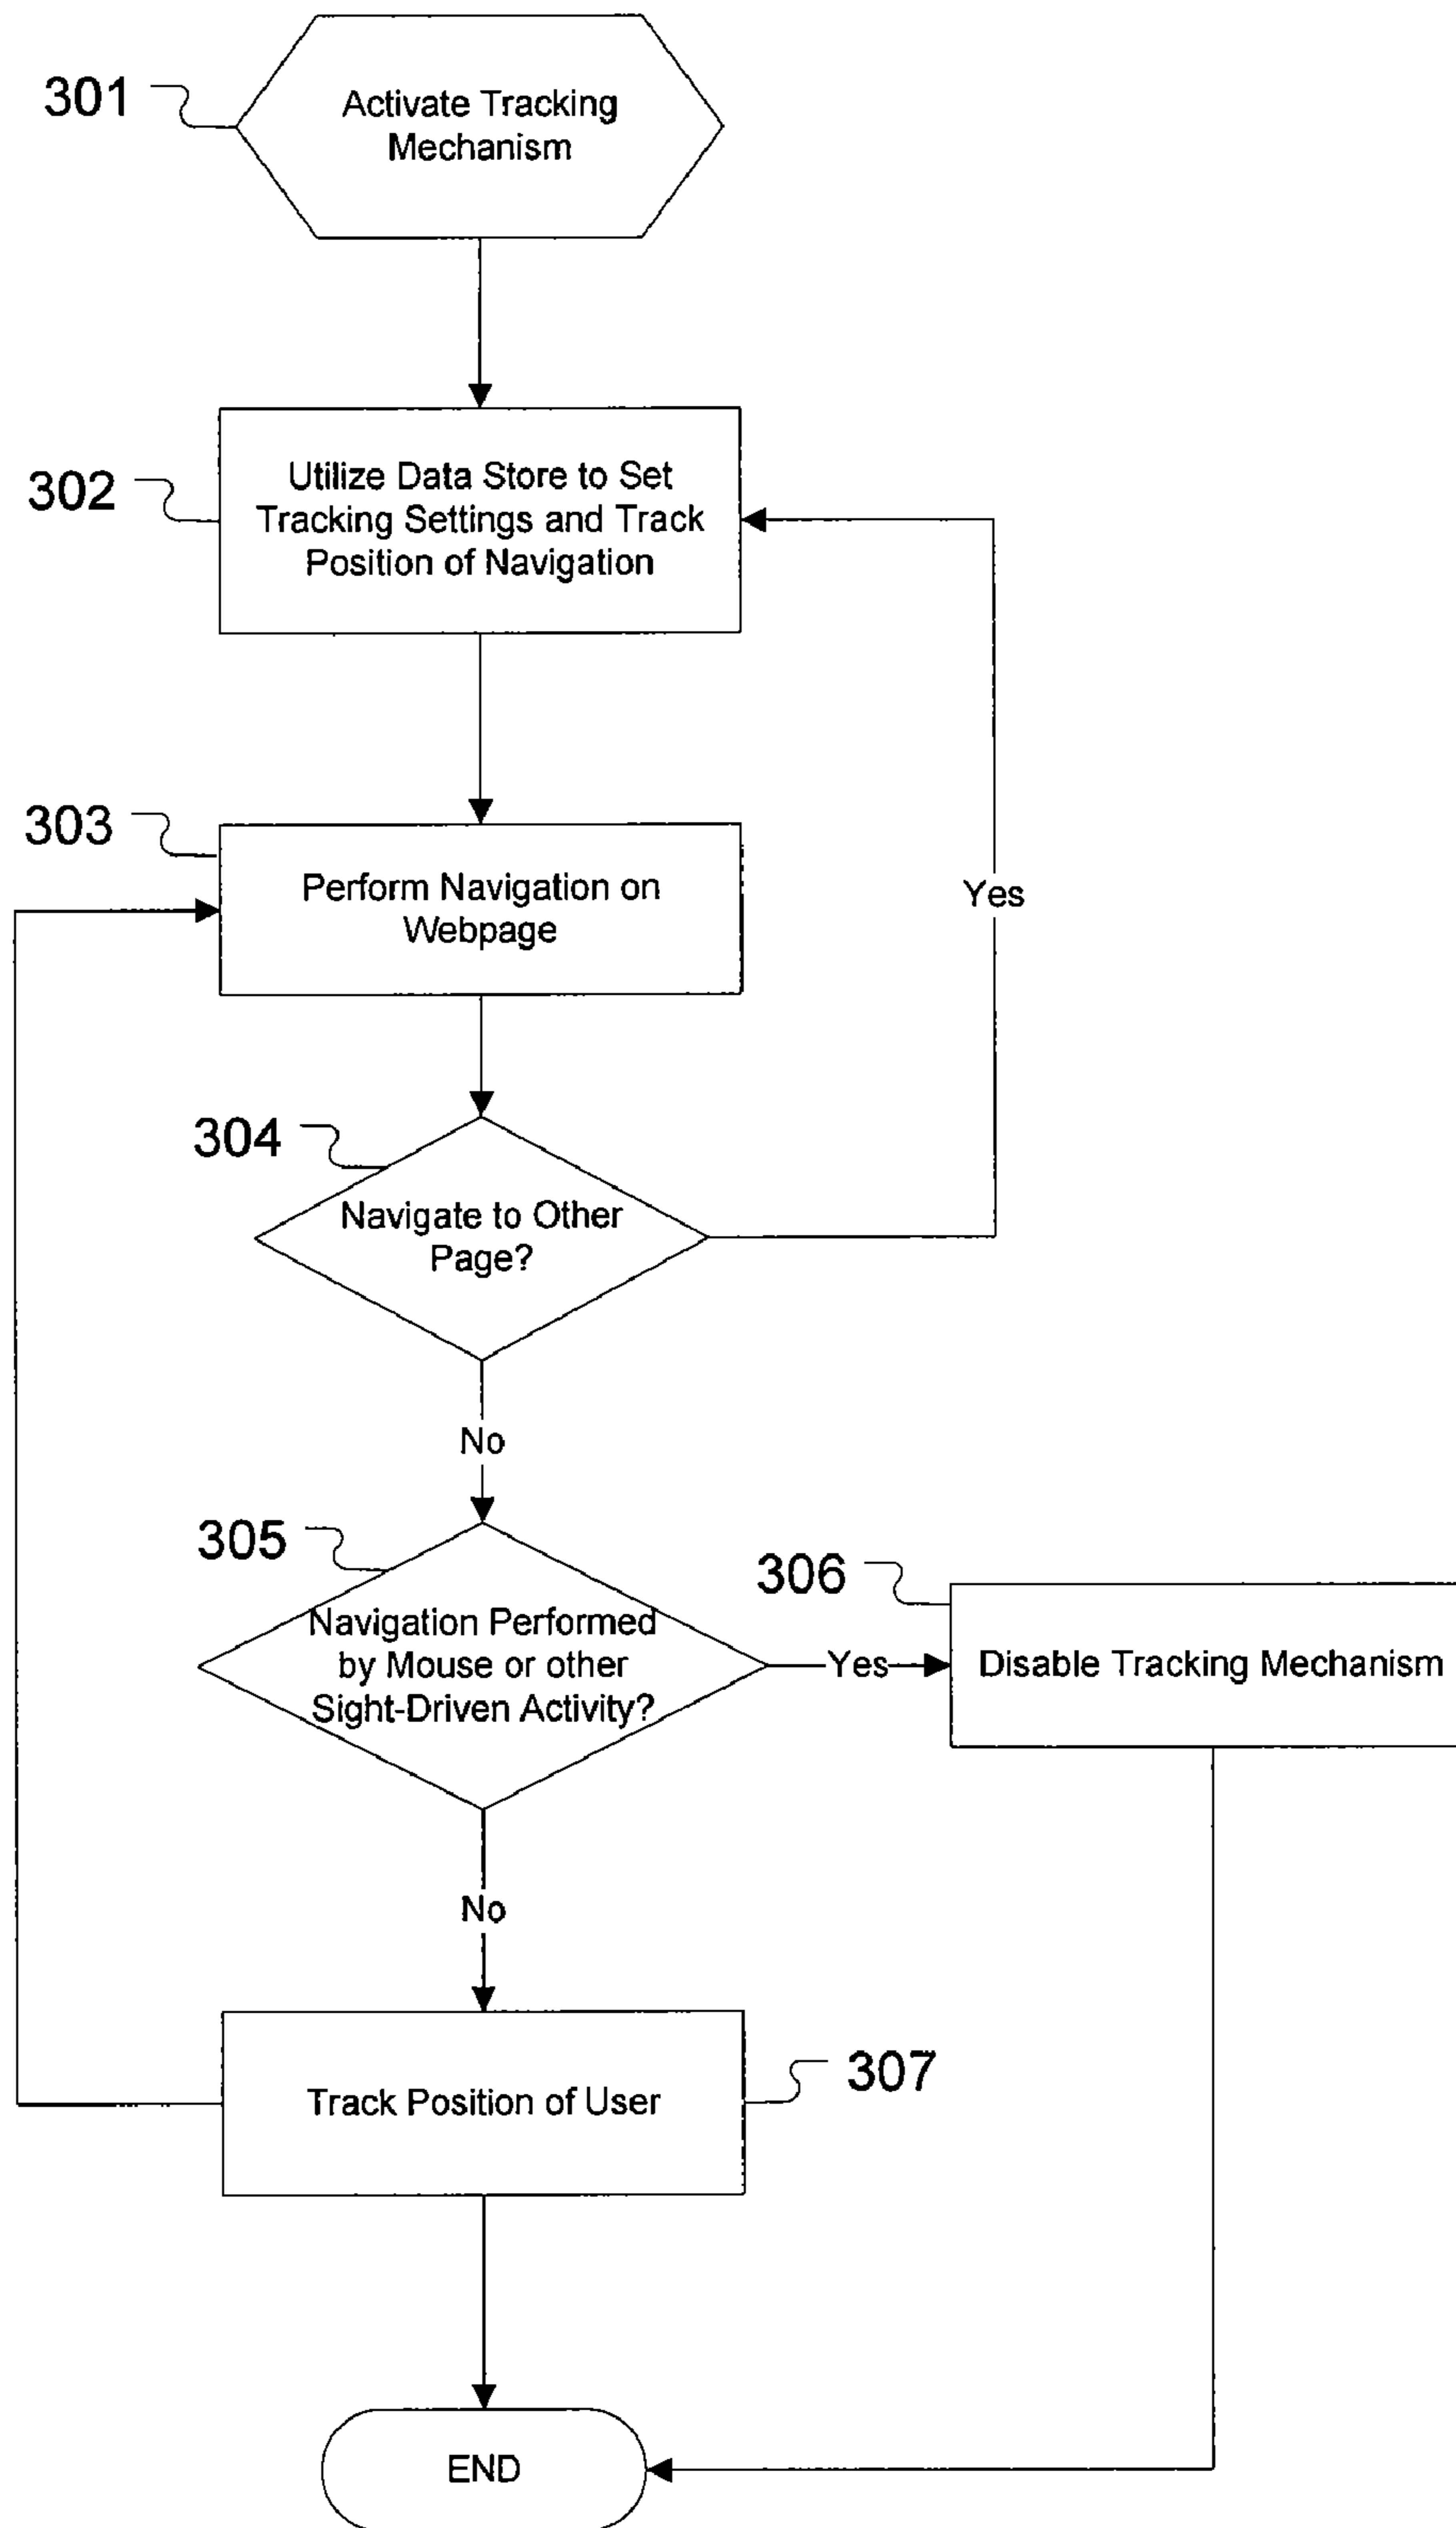 301
Activate Tracking
Mechanism
302
Utilize Data Store to Set
Tracking Settings and Track
Position of Navigation
303
Perform Navigation on
Webpage
Yes
304
Navigate to Other
Page?
No
305
Navigation Performed
by Mouse or other
Sight-Driven Activity?
Yes
306
Disable Tracking Mechanism
No
307
Track Position of User
END